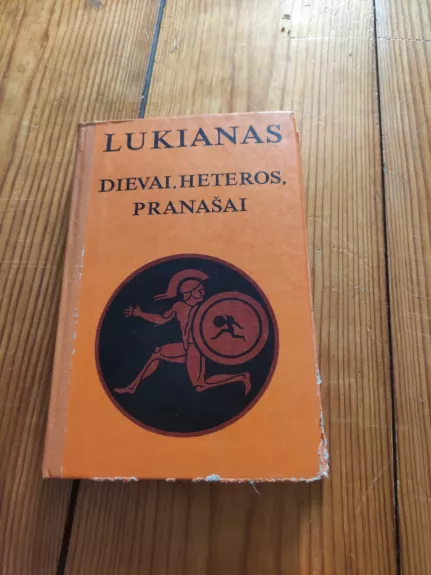 LUKIANAS
DIEVAI, HETEROS,
PRANAŠAI